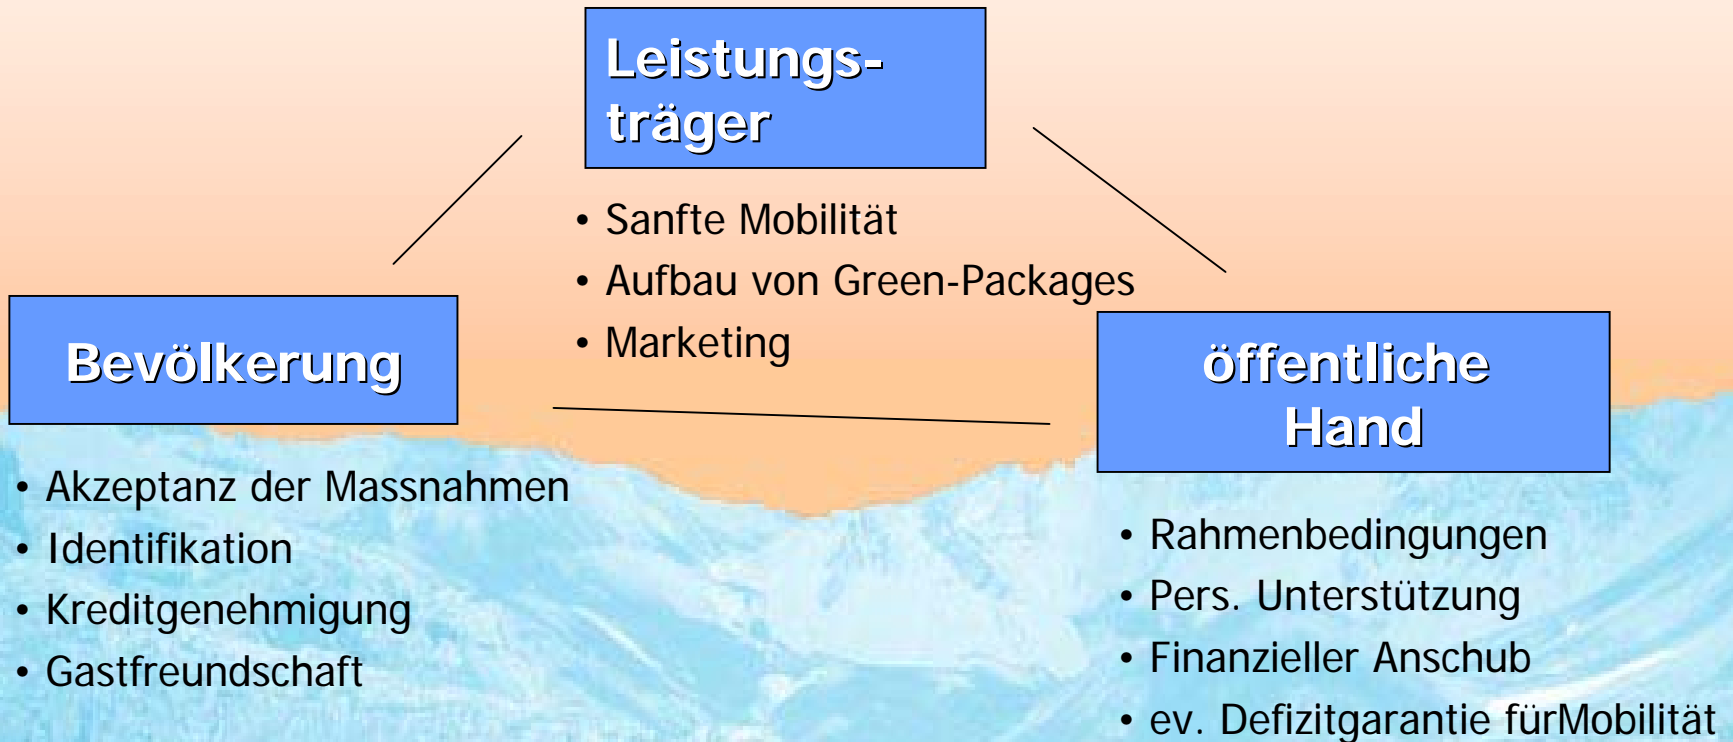 Leistungs-
träger
• Sanfte Mobilität
• Aufbau von Green-Packages
• Marketing
Bevölkerung
• Akzeptanz der Massnahmen
• Identifikation
• Kreditgenehmigung
• Gastfreundschaft
öffentliche
Hand
• Rahmenbedingungen
• Pers. Unterstützung
• Finanzieller Anschub
• ev. Defizitgarantie fürMobilität